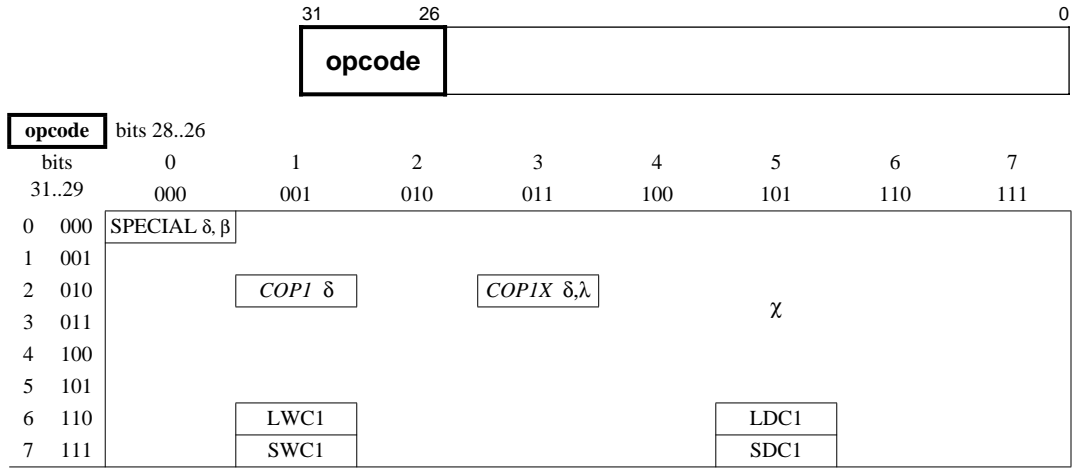 31 26 0
opcode
opcode bits 28..26
bits 0 1 2 3 4 5 6 7
31..29 000 001 010 011 100 101 110 111
0 000 SPECIAL δ, β
1 001
2 010 COP1 δ COP1X δ,λ
χ
3 011
4 100
5 101
6 110 LWC1 LDC1
7 111 SWC1 SDC1